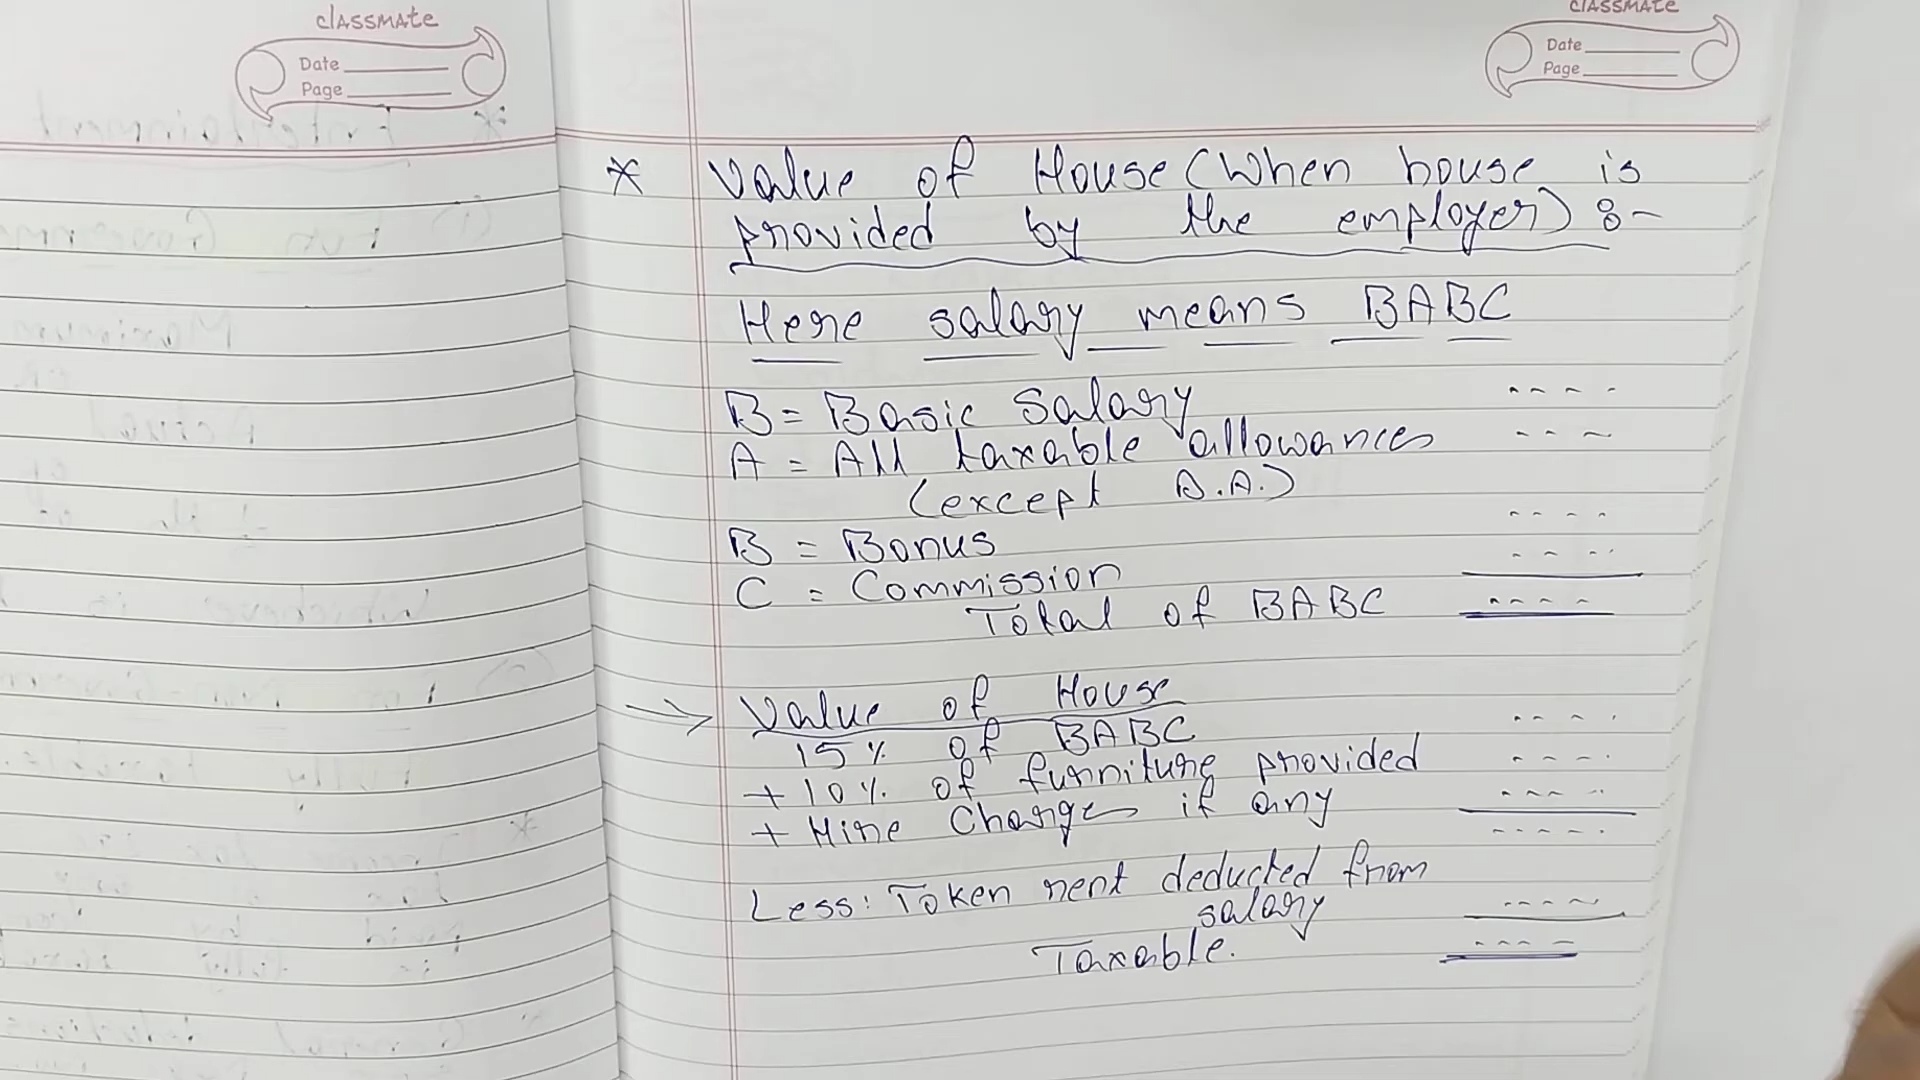 classmate
Date
Page
classmate
Date
Page
* Value of House (When house is
provided by the employer) :-
Here salary means BABC
B = Basic Salary
A = All taxable allowances
(except D.A.)
B = Bonus
C = Commission
Total of BABC
→ Value of House
15% of BABC
+ 10% of furniture provided
+ Hire Charges if any
Less: Token rent deducted from
salary
Taxable.